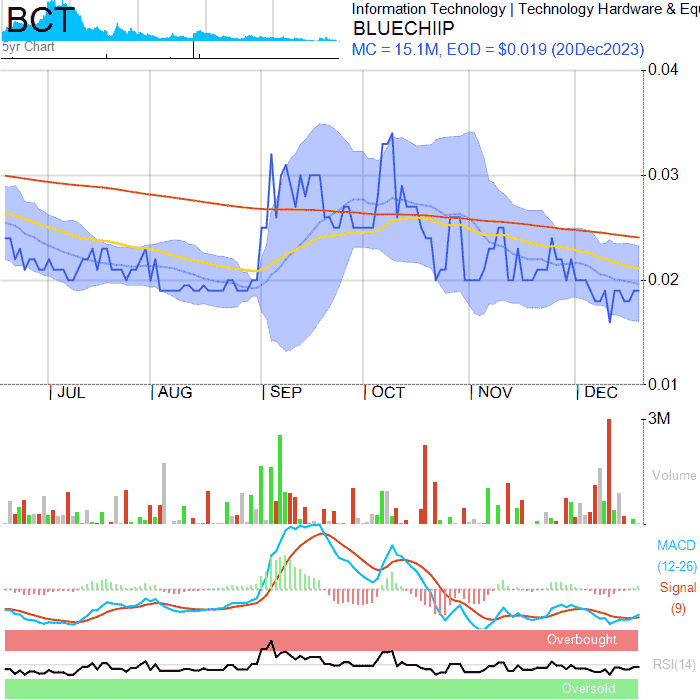 BCT
5yr Chart
Information Technology | Technology Hardware & Equ
BLUECHIIP
MC = 15.1M, EOD = $0.019 (20Dec2023)
0.04
0.03
0.02
0.01
JUL
AUG
SEP
OCT
NOV
DEC
3M
Volume
MACD
(12-26)
Signal
(9)
Overbought
RSI(14)
Oversold